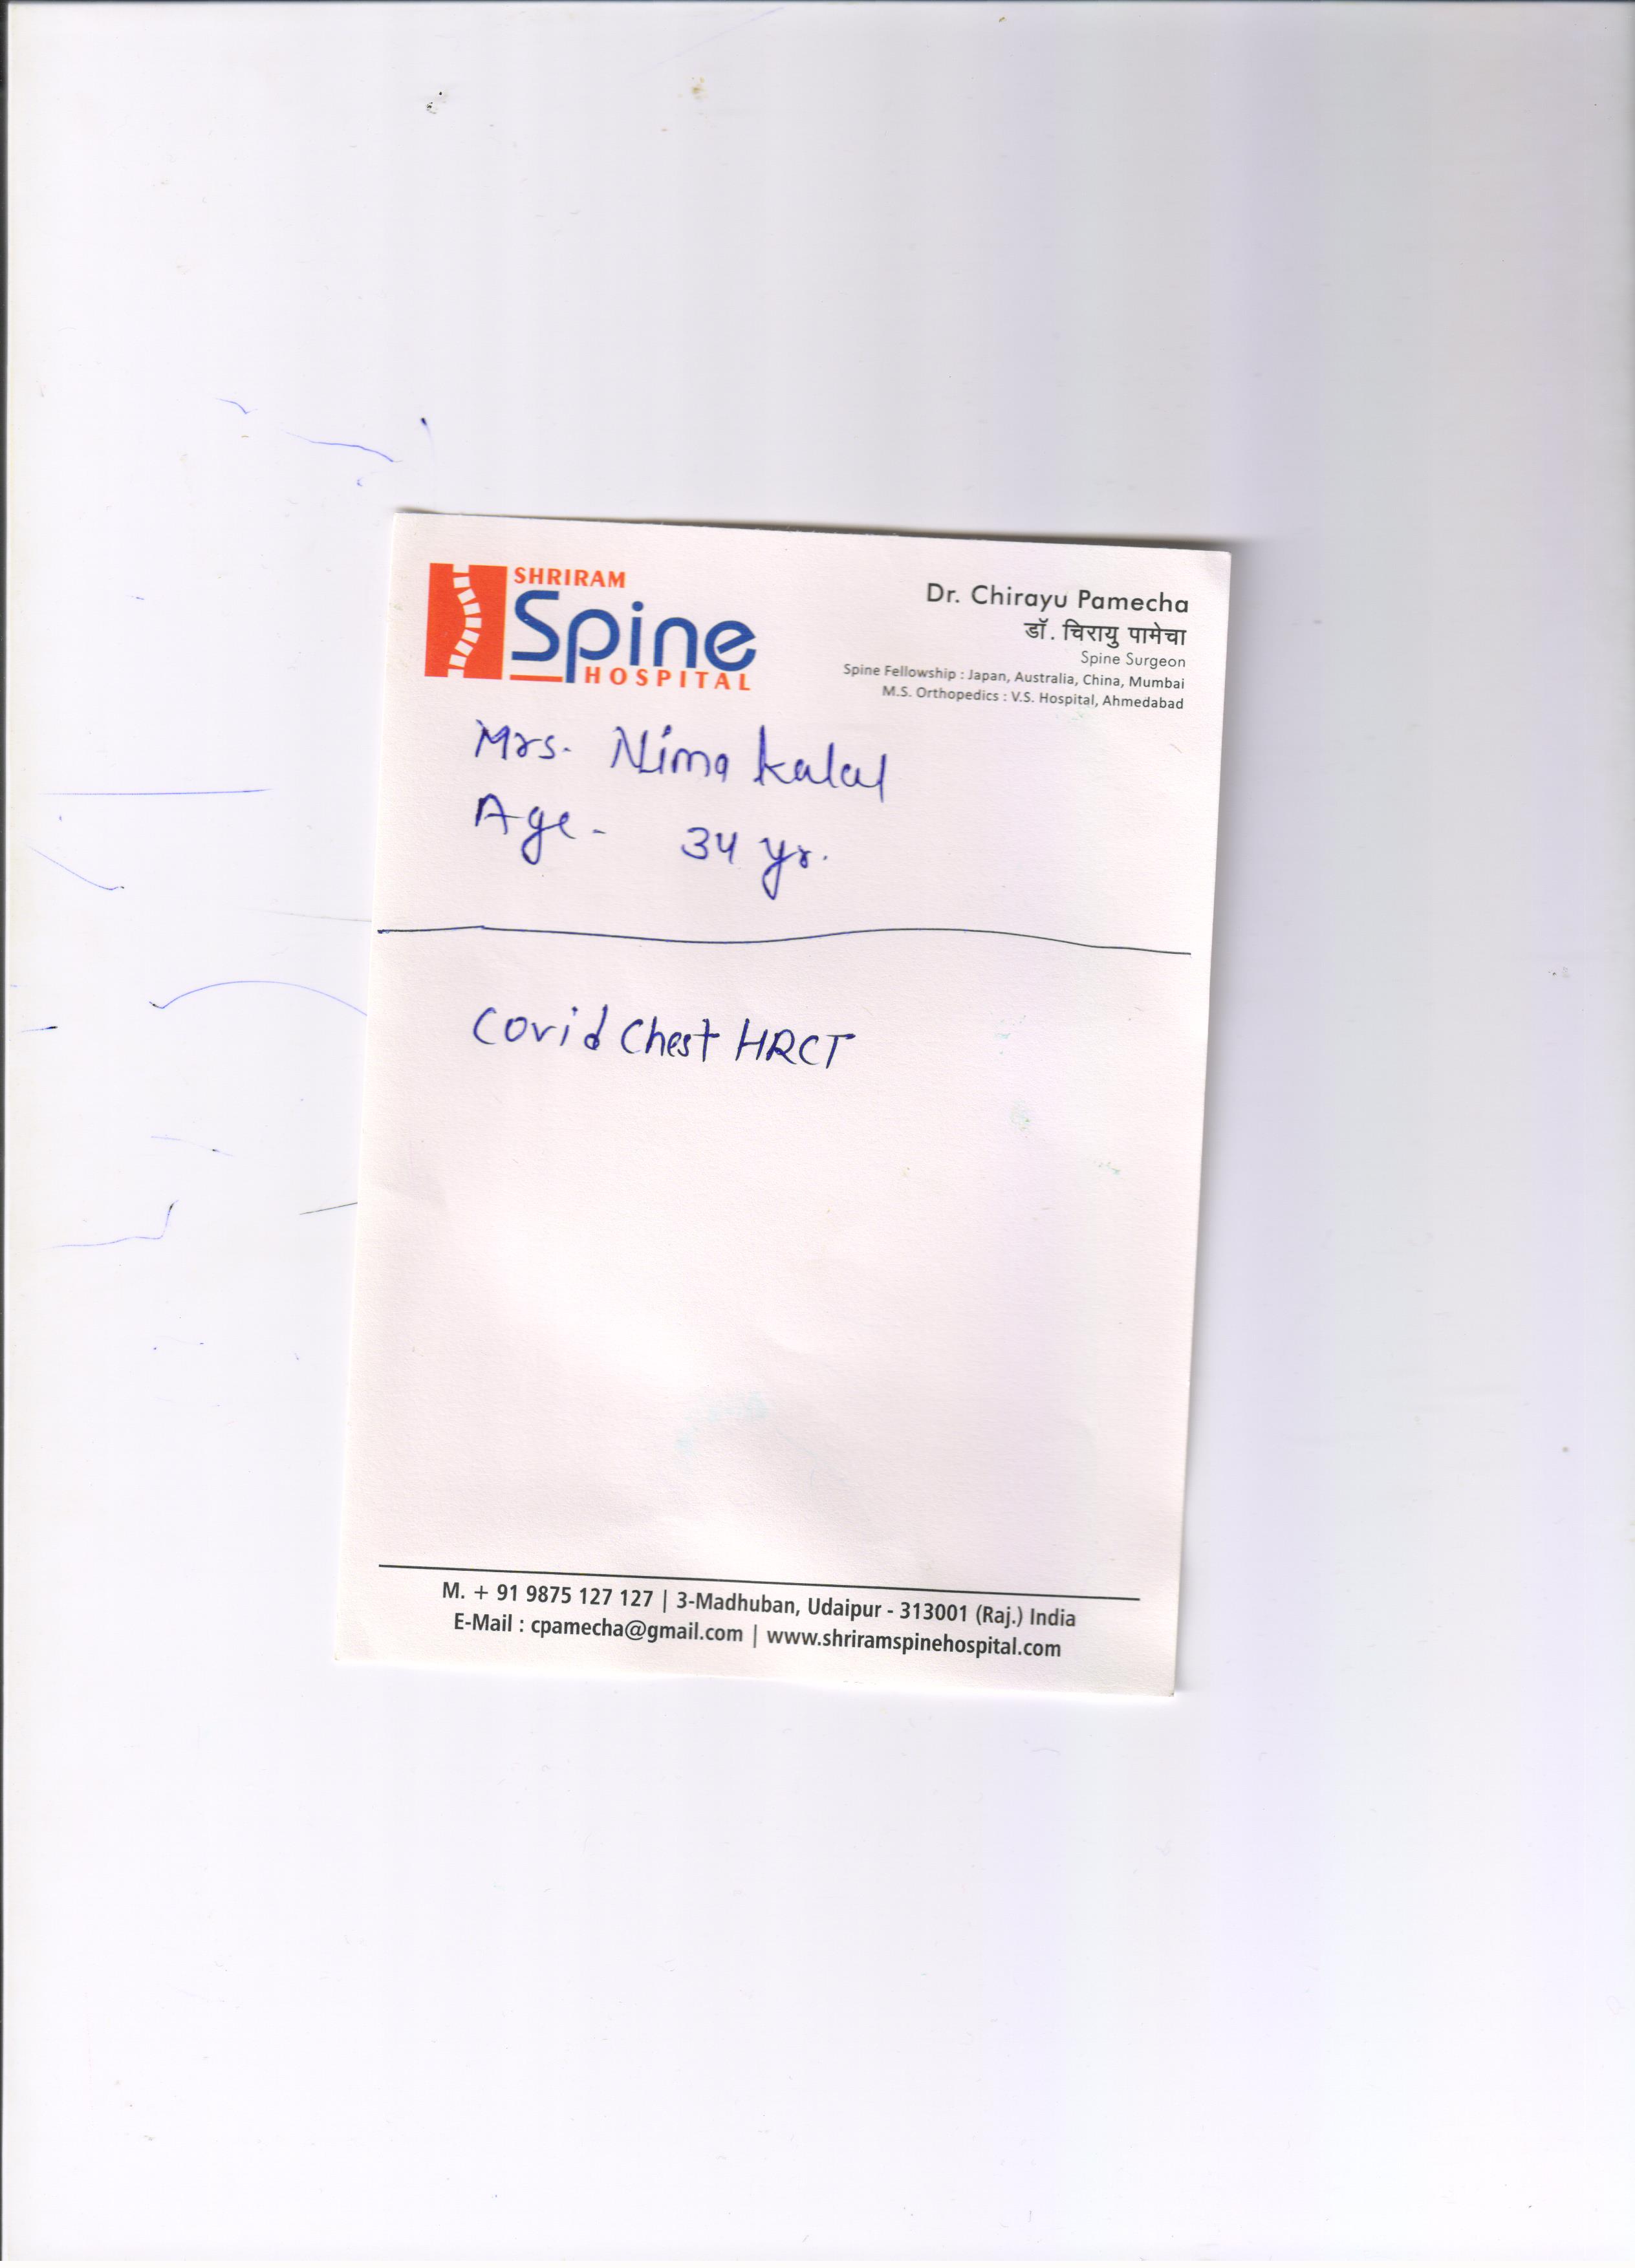 SHRIRAM
Spine
HOSPITAL
Dr. Chirayu Pamecha
डॉ. चिरायु पामेचा
Spine Surgeon
Spine Fellowship : Japan, Australia, China, Mumbai
M.S. Orthopedics : V.S. Hospital, Ahmedabad
Mrs. Nima kalal
Age - 34 yr.
Covid Chest HRCT
M. + 91 9875 127 127 | 3-Madhuban, Udaipur - 313001 (Raj.) India
E-Mail : cpamecha@gmail.com | www.shriramspinehospital.com